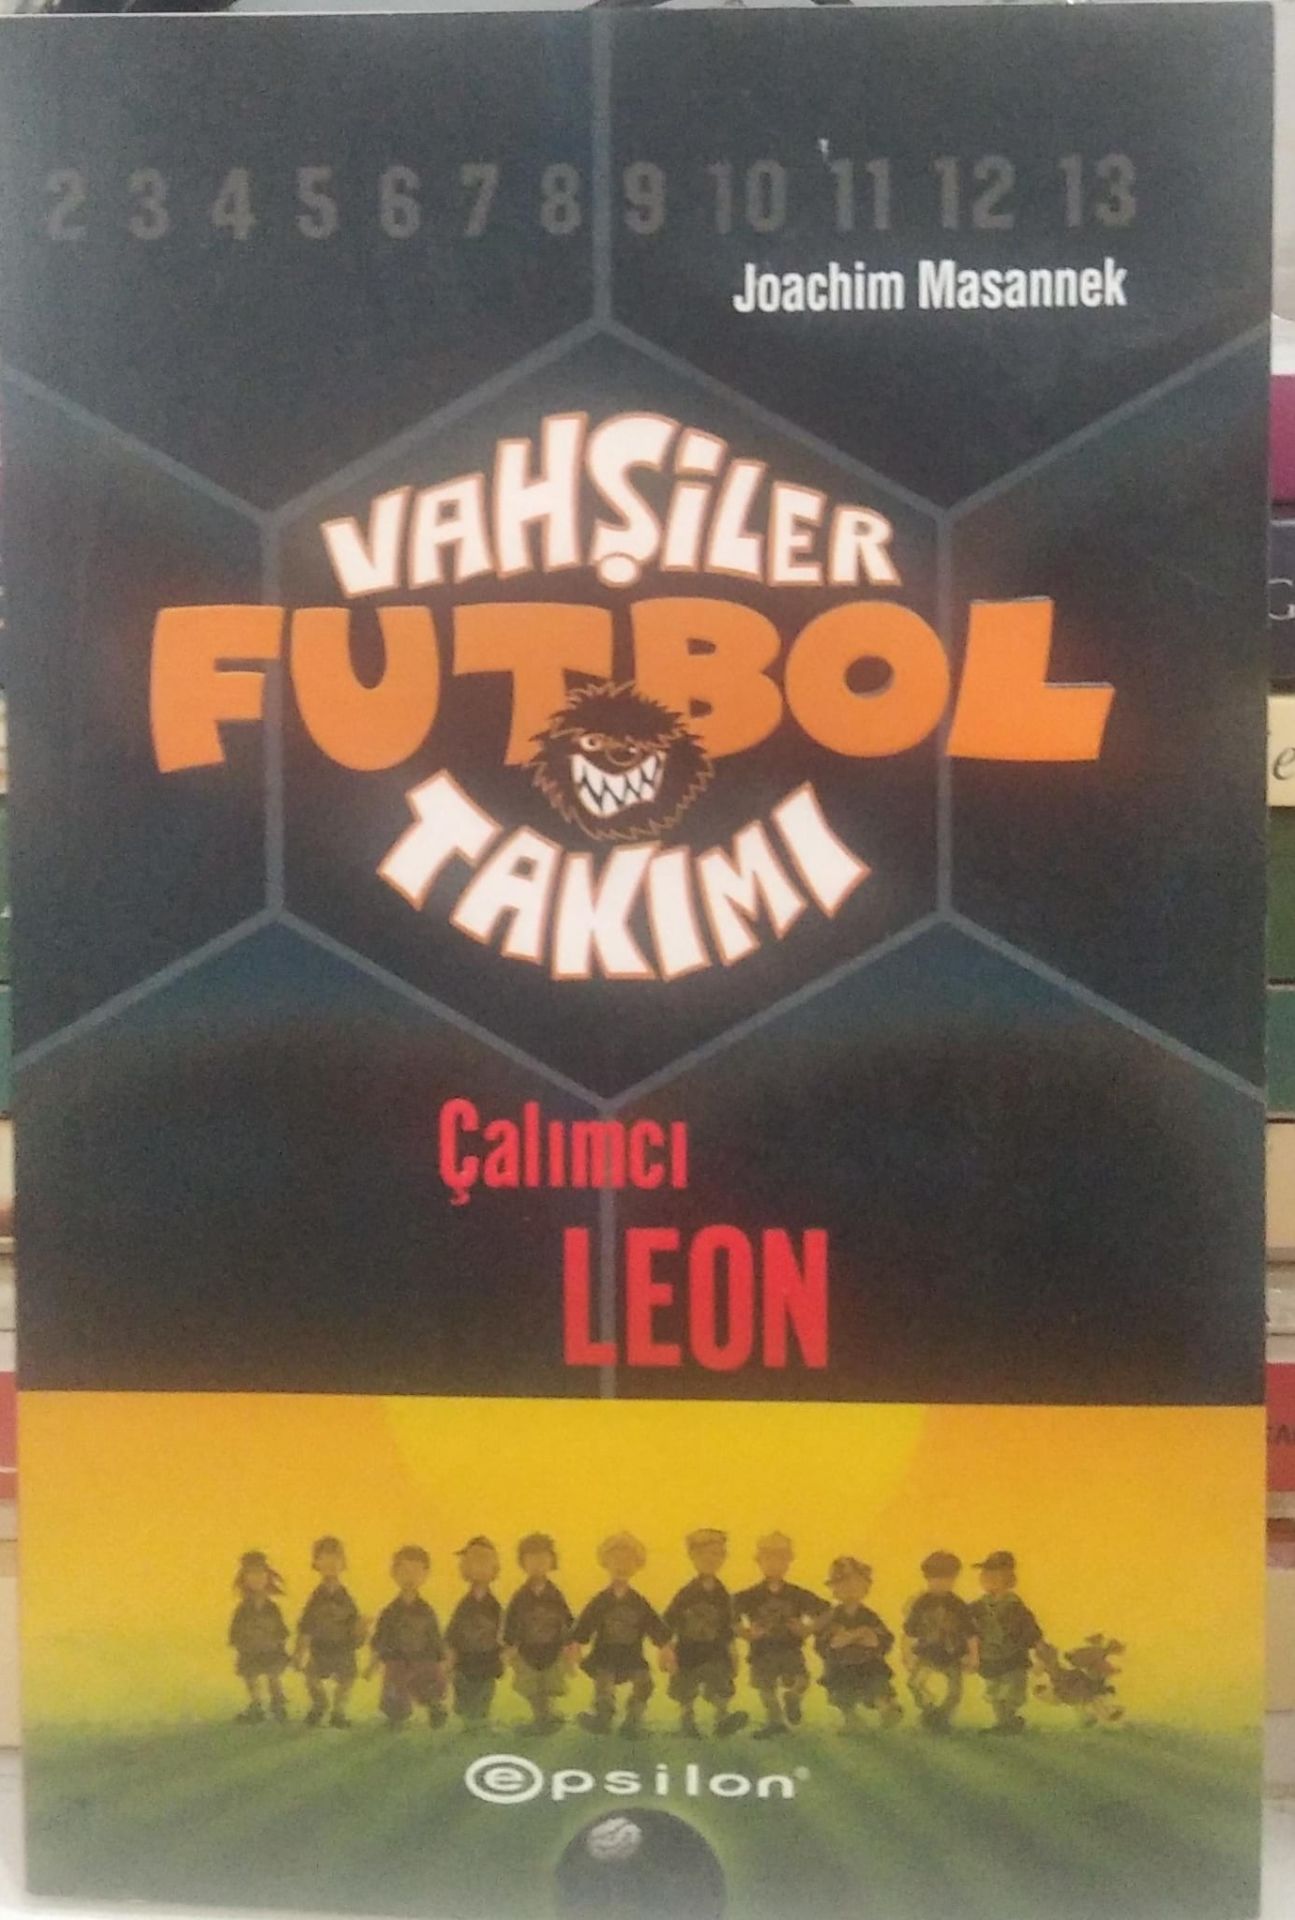 2 3 4 5 6 7 8 9 10 11 12 13
Joachim Masannek
VAHŞİLER
FUTBOL
TAKIMI
Çalımcı
LEON
epsilon